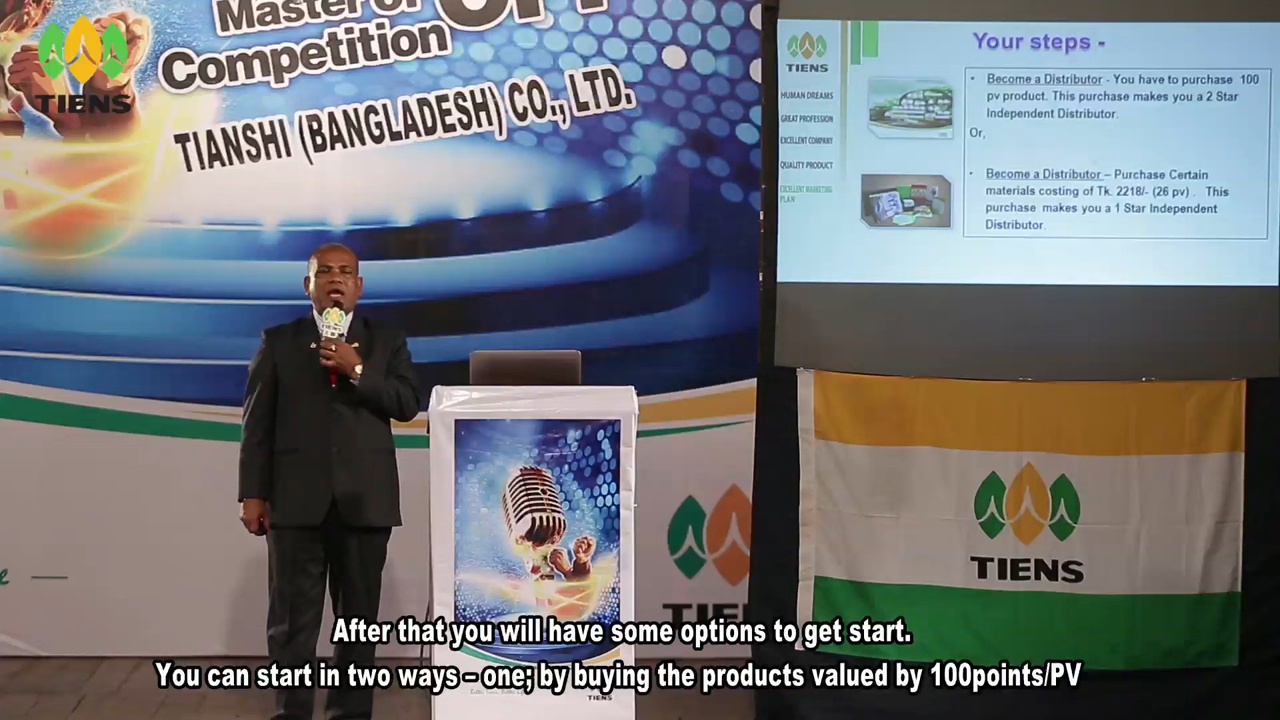 TIENS
Master of
Competition
TIANSHI (BANGLADESH) CO., LTD.
TIENS
TIENS
HUMAN DREAMS
GREAT PROFESSION
EXCELLENT COMPANY
QUALITY PRODUCT
EXCELLENT MARKETING
PLAN
Your steps -
• Become a Distributor - You have to purchase 100
pv product. This purchase makes you a 2 Star
Independent Distributor.
Or,
• Become a Distributor – Purchase Certain
materials costing of Tk. 2218/- (26 pv) . This
purchase makes you a 1 Star Independent
Distributor.
TIENS
TIENS
After that you will have some options to get start.
You can start in two ways – one; by buying the products valued by 100points/PV